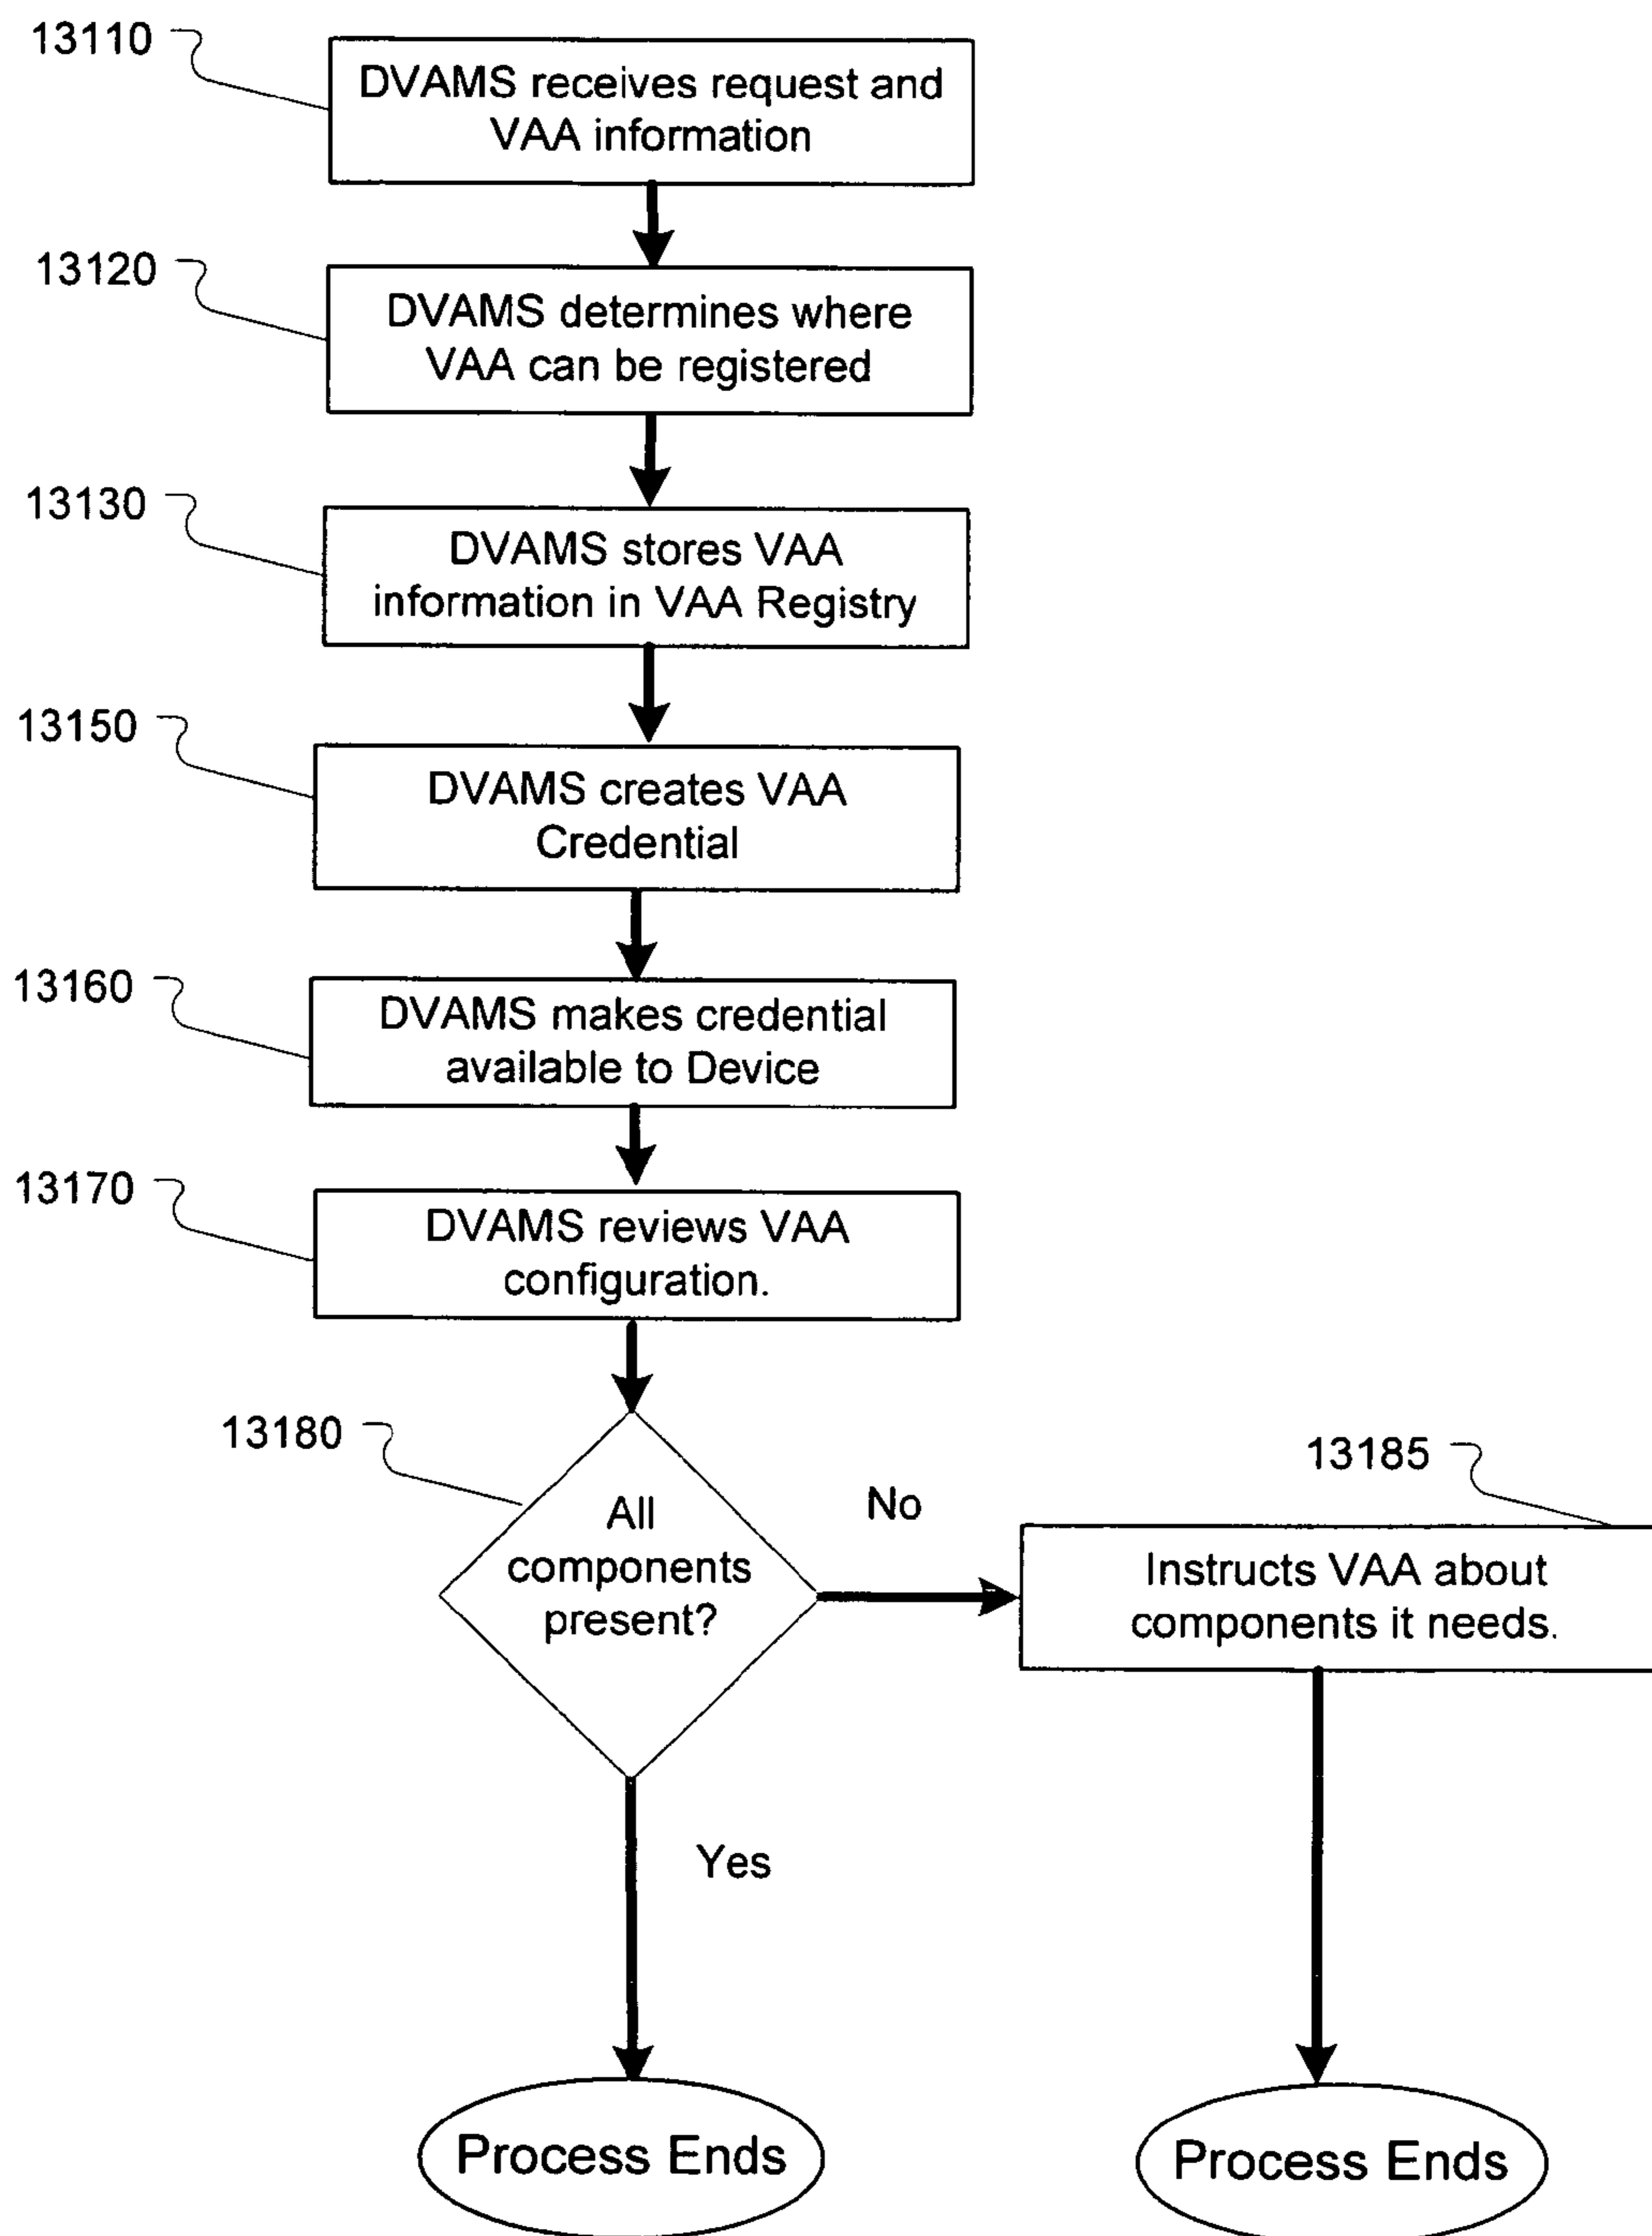 13110
DVAMS receives request and
VAA information
13120
DVAMS determines where
VAA can be registered
13130
DVAMS stores VAA
information in VAA Registry
13150
DVAMS creates VAA
Credential
13160
DVAMS makes credential
available to Device
13170
DVAMS reviews VAA
configuration.
13180
All
components
present?
No
13185
Instructs VAA about
components it needs.
Yes
Process Ends
Process Ends